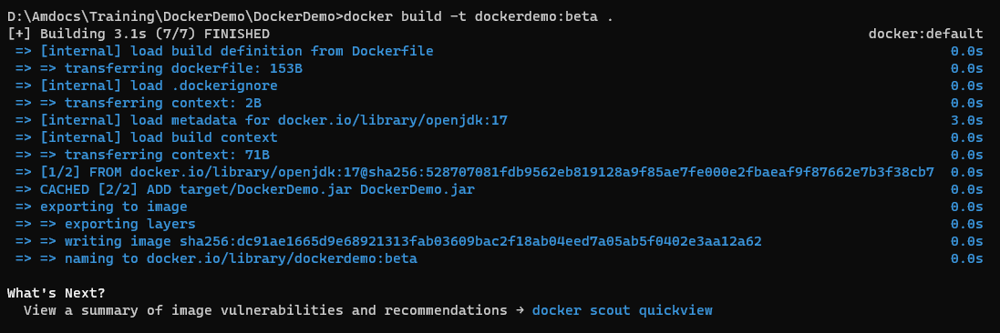 D:\Amdocs\Training\DockerDemo\DockerDemo>docker build -t dockerdemo:beta .
[+] Building 3.1s (7/7) FINISHED docker:default
=> [internal] load build definition from Dockerfile 0.0s
=> => transferring dockerfile: 153B 0.0s
=> [internal] load .dockerignore 0.0s
=> => transferring context: 2B 0.0s
=> [internal] load metadata for docker.io/library/openjdk:17 3.0s
=> [internal] load build context 0.0s
=> => transferring context: 71B 0.0s
=> [1/2] FROM docker.io/library/openjdk:17@sha256:528707081fdb9562eb819128a9f85ae7fe000e2fbaeaf9f87662e7b3f38cb7 0.0s
=> CACHED [2/2] ADD target/DockerDemo.jar DockerDemo.jar 0.0s
=> exporting to image 0.0s
=> => exporting layers 0.0s
=> => writing image sha256:dc91ae1665d9e68921313fab03609bac2f18ab04eed7a05ab5f0402e3aa12a62 0.0s
=> => naming to docker.io/library/dockerdemo:beta 0.0s
What's Next?
View a summary of image vulnerabilities and recommendations → docker scout quickview